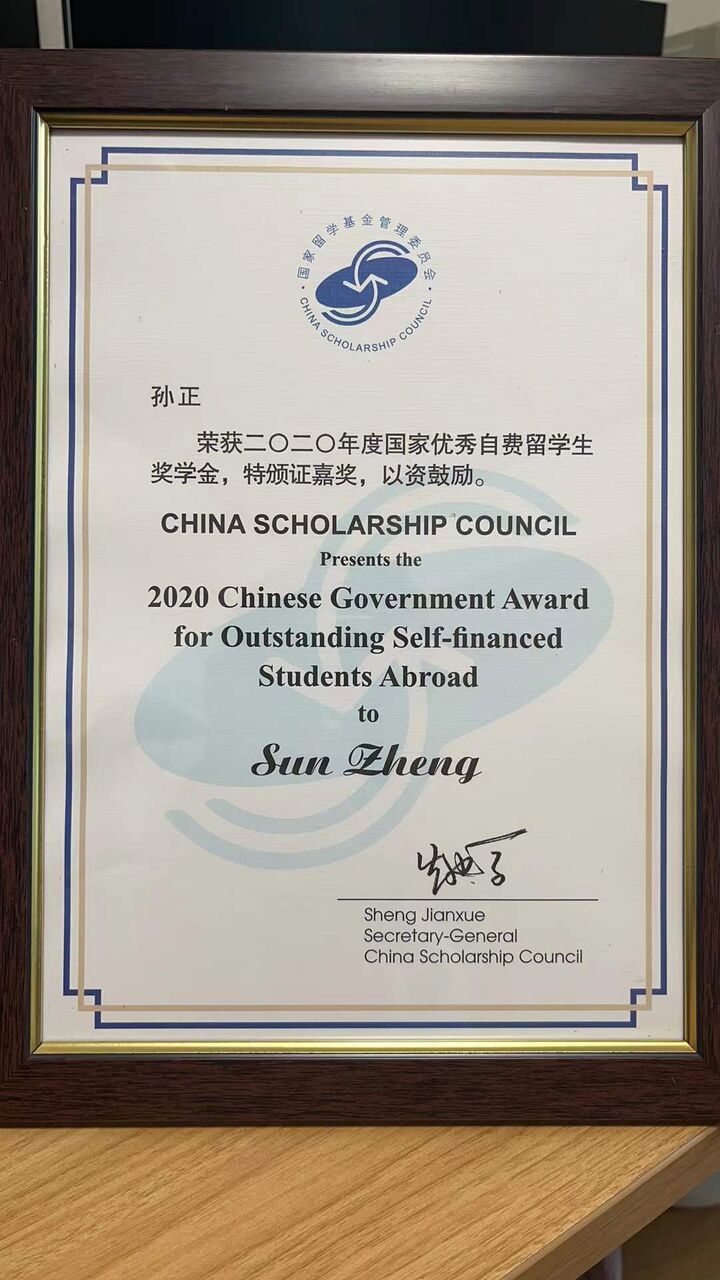 国家留学基金管理委员会
CHINA SCHOLARSHIP COUNCIL
孙正
荣获二〇二〇年度国家优秀自费留学生
奖学金，特颁证嘉奖，以资鼓励。
CHINA SCHOLARSHIP COUNCIL
Presents the
2020 Chinese Government Award
for Outstanding Self-financed
Students Abroad
to
Sun Zheng
Sheng Jianxue
Secretary-General
China Scholarship Council